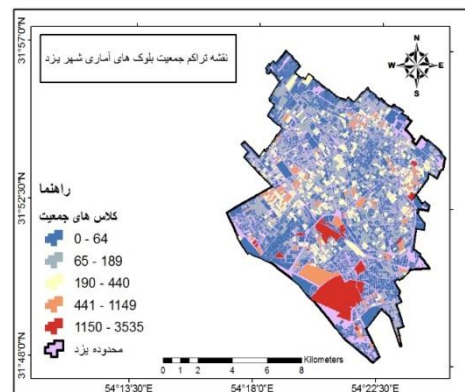 نقشه تراکم جمعیت بلوک های آماری شهر یزد
N
W E
S
31°57'0"N
31°52'30"N
31°48'0"N
راهنما
کلاس های جمعیت
0 - 64
65 - 189
190 - 440
441 - 1149
1150 - 3535
محدوده یزد
Kilometers
0 1 2 4 6 8
54°13'30"E
54°18'0"E
54°22'30"E